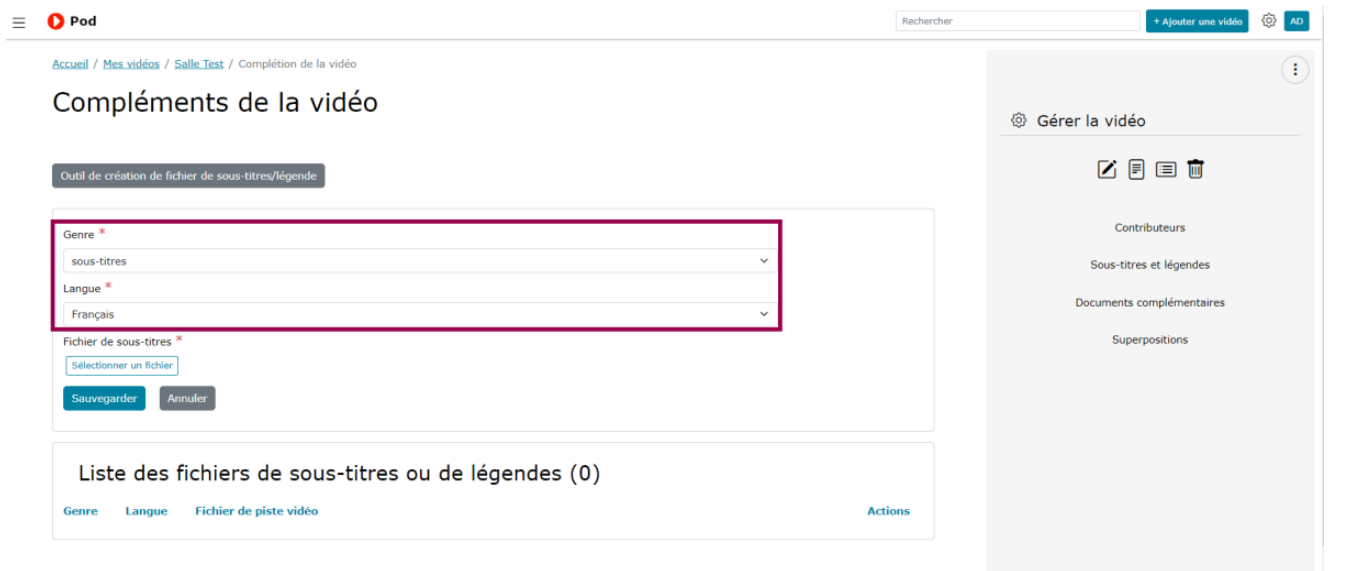 Pod
Rechercher
+ Ajouter une vidéo
AD
Accueil / Mes vidéos / Salle Test / Complétion de la vidéo
Compléments de la vidéo
Outil de création de fichier de sous-titres/légende
Genre *
sous-titres
Langue *
Français
Fichier de sous-titres *
Sélectionner un fichier
Sauvegarder Annuler
Liste des fichiers de sous-titres ou de légendes (0)
Genre Langue Fichier de piste vidéo Actions
Gérer la vidéo
Contributeurs
Sous-titres et légendes
Documents complémentaires
Superpositions